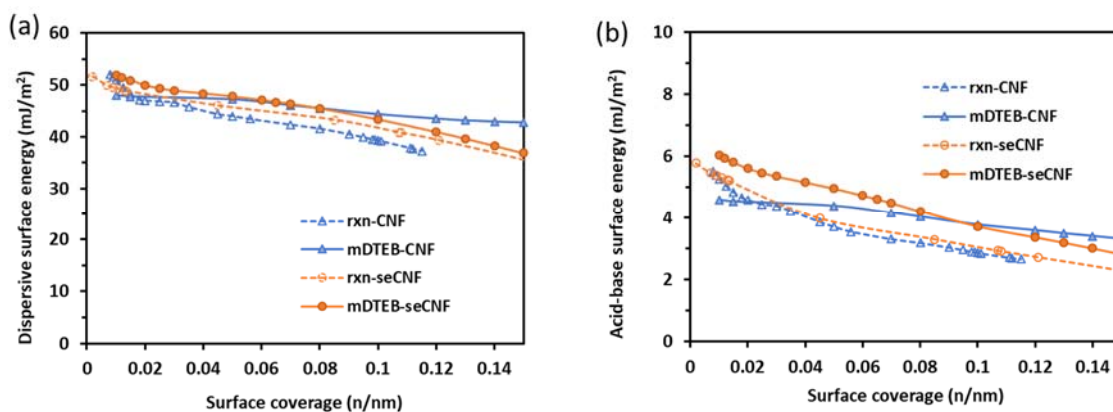 (a)
Dispersive surface energy (mJ/m²)
60
50
40
30
20
10
0
rxn-CNF
mDTEB-CNF
rxn-seCNF
mDTEB-seCNF
0 0.02 0.04 0.06 0.08 0.1 0.12 0.14
Surface coverage (n/nm)
(b)
Acid-base surface energy (mJ/m²)
10
8
6
4
2
0
rxn-CNF
mDTEB-CNF
rxn-seCNF
mDTEB-seCNF
0 0.02 0.04 0.06 0.08 0.1 0.12 0.14
Surface coverage (n/nm)